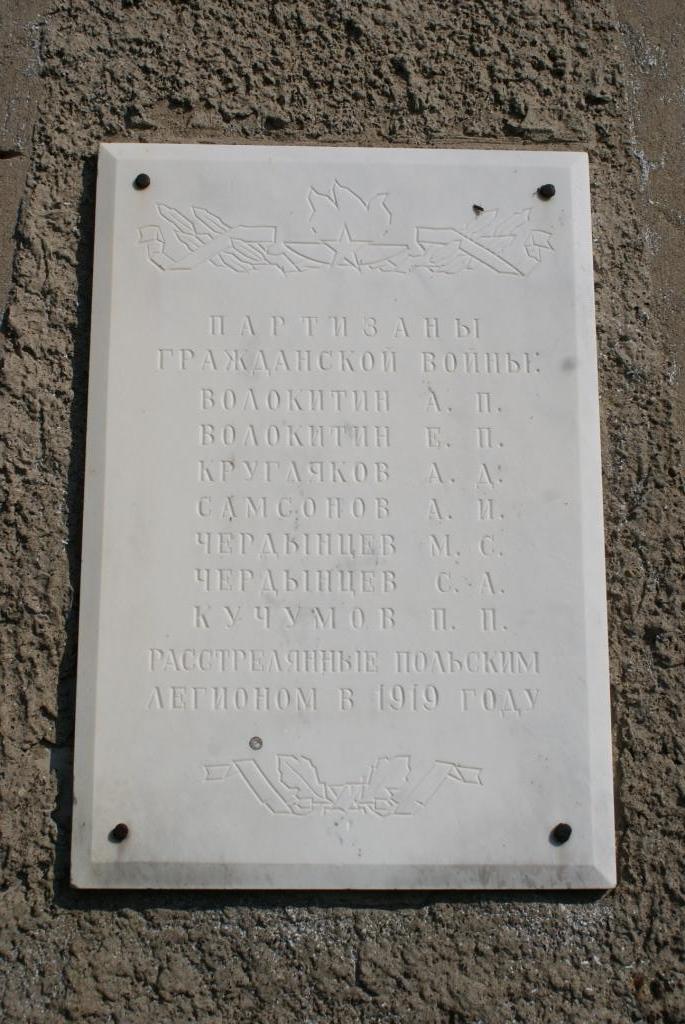 ПАРТИЗАНЫ
ГРАЖДАНСКОЙ ВОЙНЫ:
ВОЛОКИТИН А. П.
ВОЛОКИТИН Е. П.
КРУГЛЯКОВ А. Д.
САМСОНОВ А. И.
ЧЕРДЫНЦЕВ М. С.
ЧЕРДЫНЦЕВ С. А.
КУЧУМОВ П. П.
РАССТРЕЛЯННЫЕ ПОЛЬСКИМ
ЛЕГИОНОМ В 1919 ГОДУ